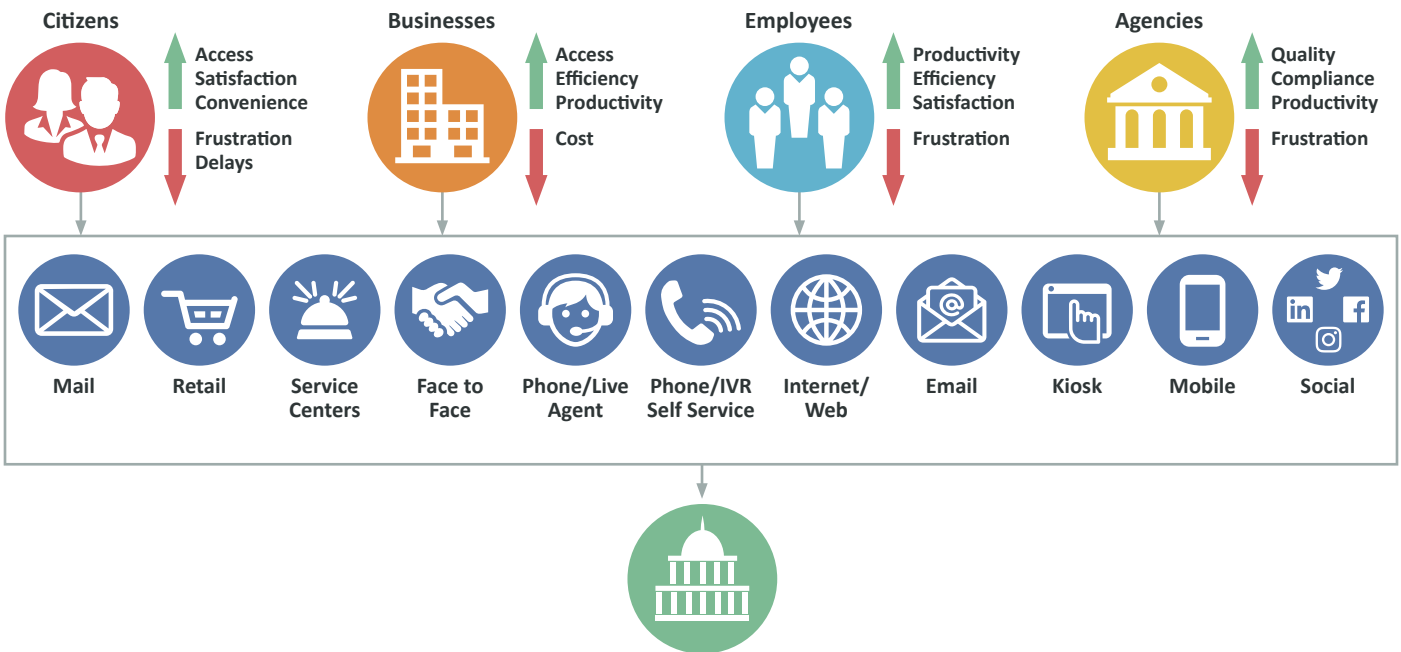 Citizens
Access
Satisfaction
Convenience
Frustration
Delays
Businesses
Access
Efficiency
Productivity
Cost
Employees
Productivity
Efficiency
Satisfaction
Frustration
Agencies
Quality
Compliance
Productivity
Frustration
Mail
Retail
Service
Centers
Face to
Face
Phone/Live
Agent
Phone/IVR
Self Service
Internet/
Web
@
Email
Kiosk
Mobile
in
f
Social